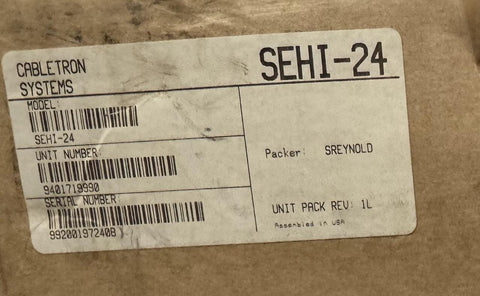 CABLETRON
SYSTEMS
SEHI-24
MODEL:
SEHI-24
UNIT NUMBER:
9401719990
SERIAL NUMBER
99200197240B
Packer: SREYNOLD
UNIT PACK REV: 1L
Assembled in USA